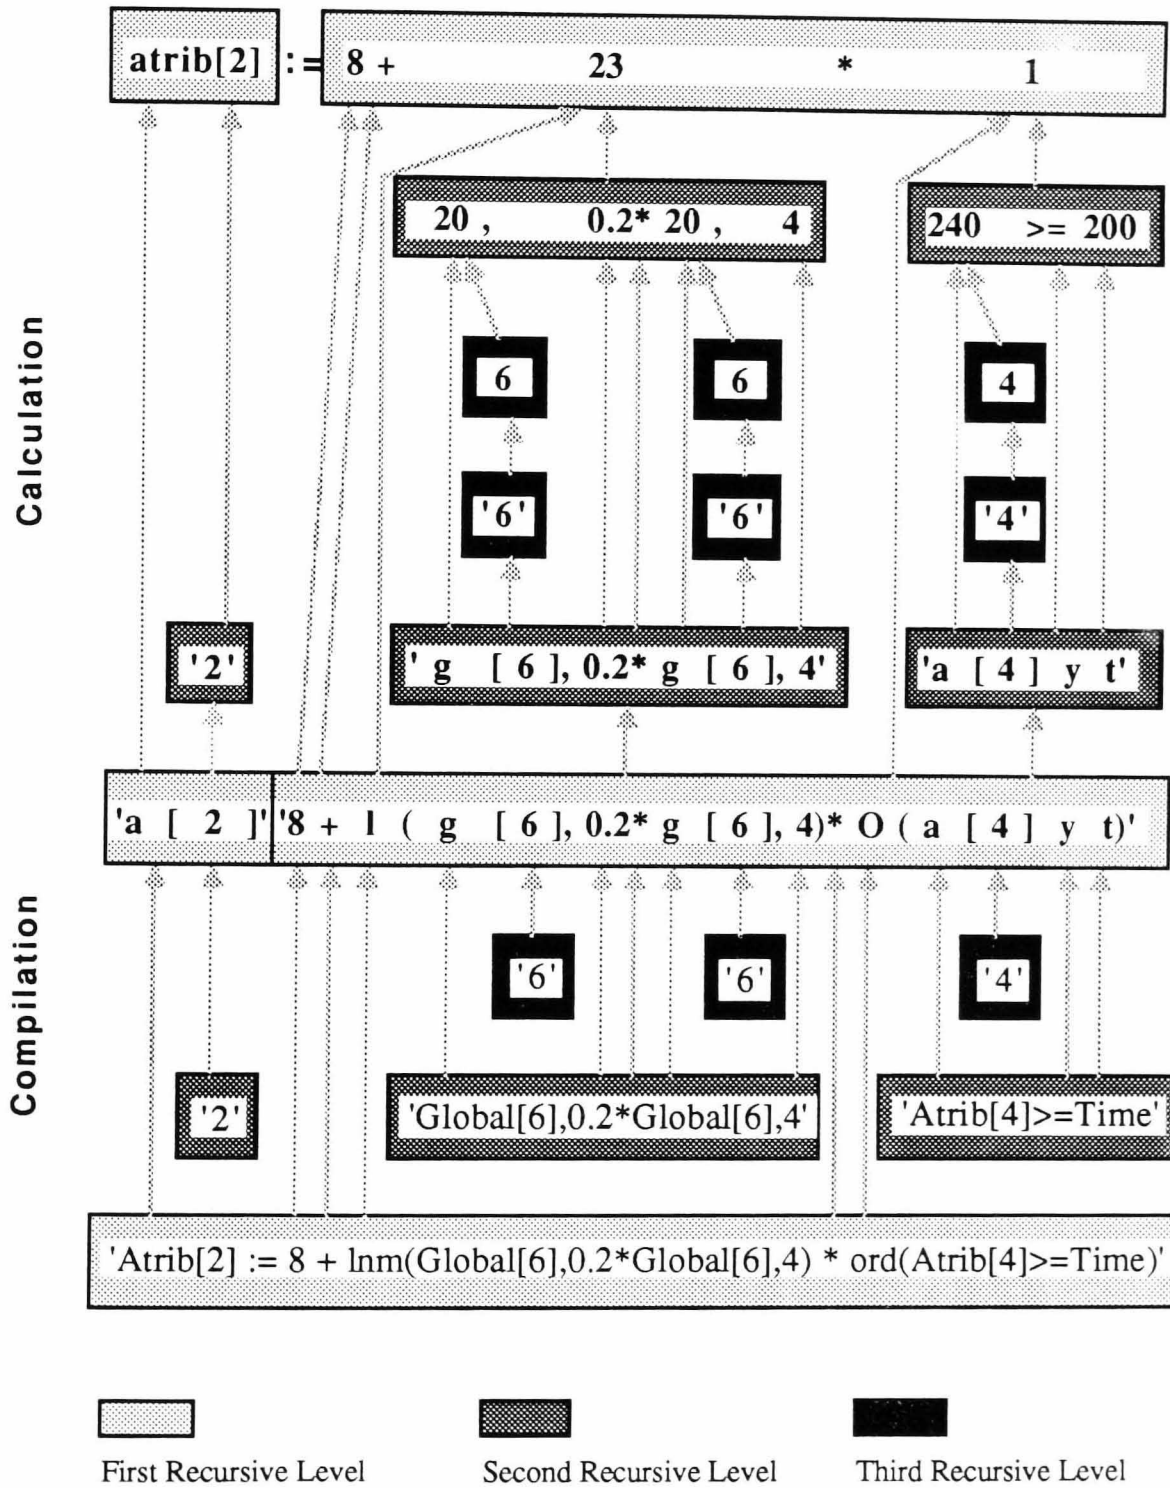 atrib[2] := 8 + 23 * 1
20 , 0.2* 20 , 4
240 >= 200
6
6
4
'6'
'6'
'4'
Calculation
'2'
' g [ 6 ], 0.2* g [ 6 ], 4'
'a [ 4 ] y t'
'a [ 2 ]' '8 + l ( g [ 6 ], 0.2* g [ 6 ], 4)* O ( a [ 4 ] y t)'
Compilation
'6'
'6'
'4'
'2'
'Global[6],0.2*Global[6],4'
'Atrib[4]>=Time'
'Atrib[2] := 8 + lnm(Global[6],0.2*Global[6],4) * ord(Atrib[4]>=Time)'
First Recursive Level
Second Recursive Level
Third Recursive Level